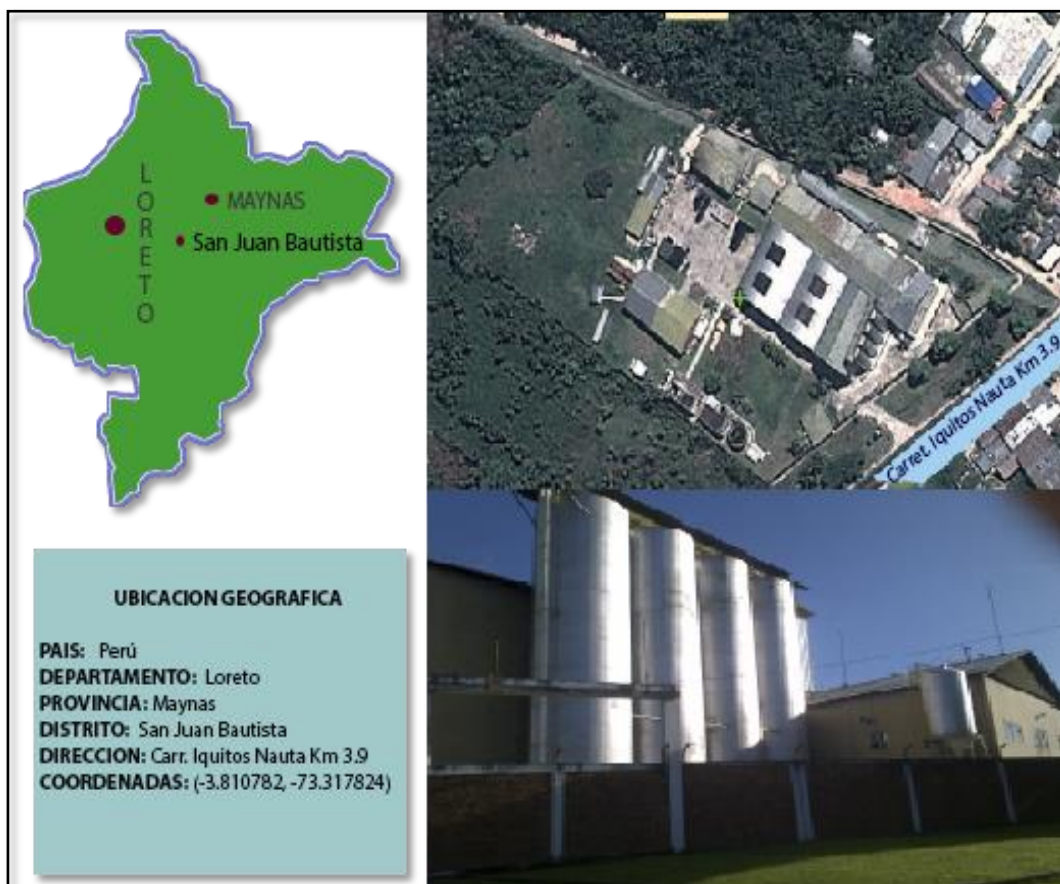 LORETO
MAYNAS
San Juan Bautista
Carret. Iquitos Nauta Km 3.9
UBICACION GEOGRAFICA
PAIS: Perú
DEPARTAMENTO: Loreto
PROVINCIA: Maynas
DISTRITO: San Juan Bautista
DIRECCION: Carr. Iquitos Nauta Km 3.9
COORDENADAS: (-3.810782, -73.317824)